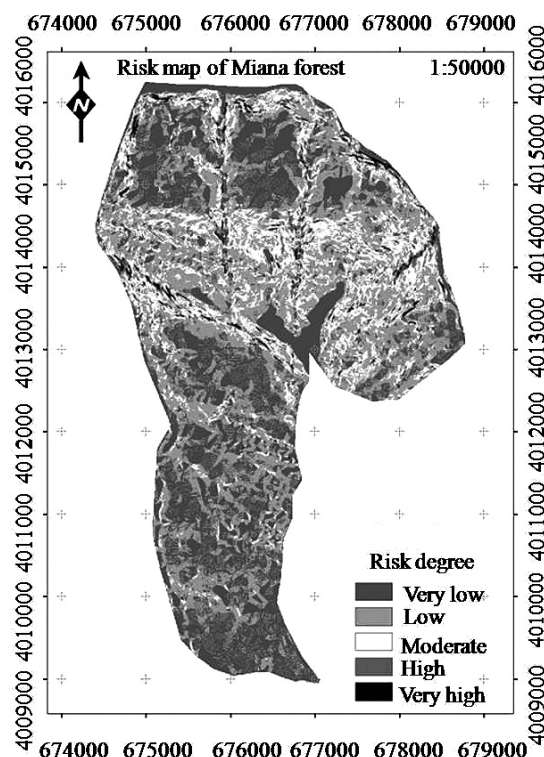 674000 675000 676000 677000 678000 679000
Risk map of Miana forest 1:50000
N
4016000 4016000
4015000 4015000
4014000 4014000
4013000 4013000
4012000 4012000
4011000 4011000
4010000 4010000
4009000 4009000
Risk degree
Very low
Low
Moderate
High
Very high
674000 675000 676000 677000 678000 679000